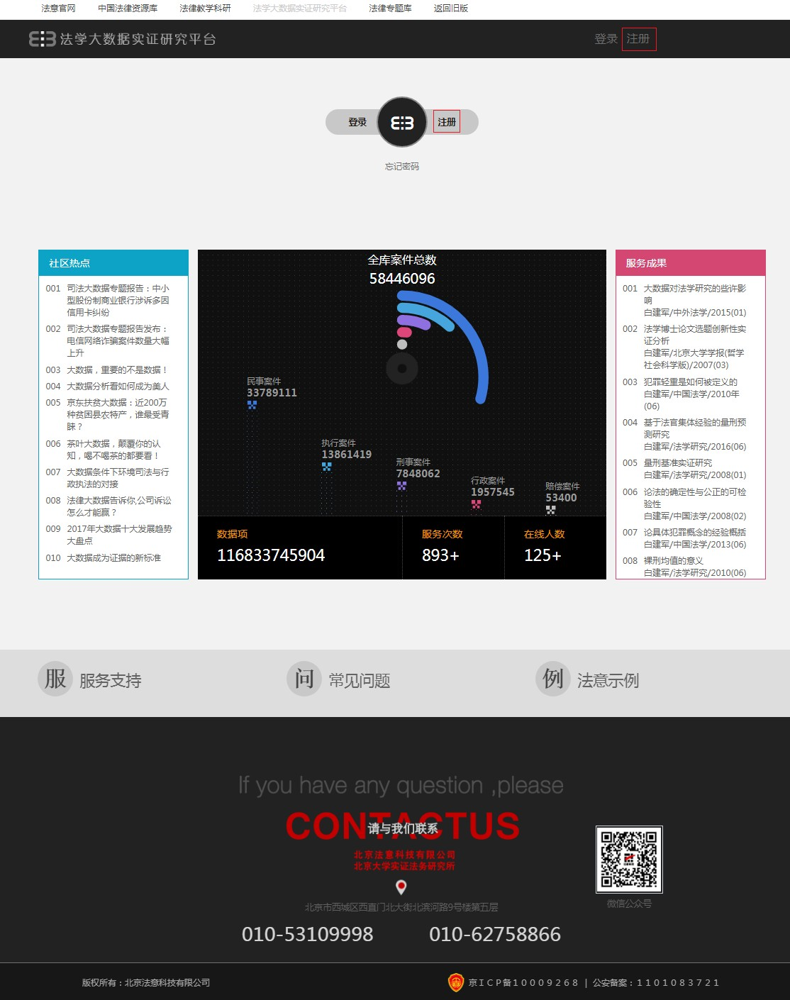 法意官网 中国法律资源库 法律教学科研 法学大数据实证研究平台 法律专题库 返回旧版
法学大数据实证研究平台 登录 注册
登录 注册
忘记密码
社区热点
001 司法大数据专题报告：中小
型股份制商业银行涉诉多因
信用卡纠纷
002 司法大数据专题报告发布：
电信网络诈骗案件数量大幅
上升
003 大数据，重要的不是数据！
004 大数据分析看如何成为美人
005 京东扶贫大数据：近200万
种贫困县农特产，谁最受青
睐？
006 茶叶大数据，颠覆你的认
知，喝不喝茶的都要看！
007 大数据条件下环境司法与行
政执法的对接
008 法律大数据告诉你,公司诉讼
怎么才能赢？
009 2017年大数据十大发展趋势
大盘点
010 大数据成为证据的新标准
全库案件总数
58446096
民事案件
33789111
执行案件
13861419
刑事案件
7848062
行政案件
1957545
赔偿案件
53400
数据项 服务次数 在线人数
116833745904 893+ 125+
服务成果
001 大数据对法学研究的些许影
响
白建军/中外法学/2015(01)
002 法学博士论文选题创新性实
证分析
白建军/北京大学学报(哲学
社会科学版)/2007(03)
003 犯罪轻重是如何被定义的
白建军/中国法学/2010年
(06)
004 基于法官集体经验的量刑预
测研究
白建军/法学研究/2016(06)
005 量刑基准实证研究
白建军/法学研究/2008(01)
006 论法的确定性与公正的可检
验性
白建军/中国法学/2008(02)
007 论具体犯罪概念的经验概括
白建军/中国法学/2013(06)
008 裸刑均值的意义
白建军/法学研究/2010(06)
服 服务支持 问 常见问题 例 法意示例
If you have any question ,please
CONTACTUS
请与我们联系
北京法意科技有限公司
北京大学实证法务研究所
北京市西城区西直门北大街北滨河路9号楼第五层
微信公众号
010-53109998 010-62758866
版权所有：北京法意科技有限公司 京ICP备10009268 | 公安备案：1101083721